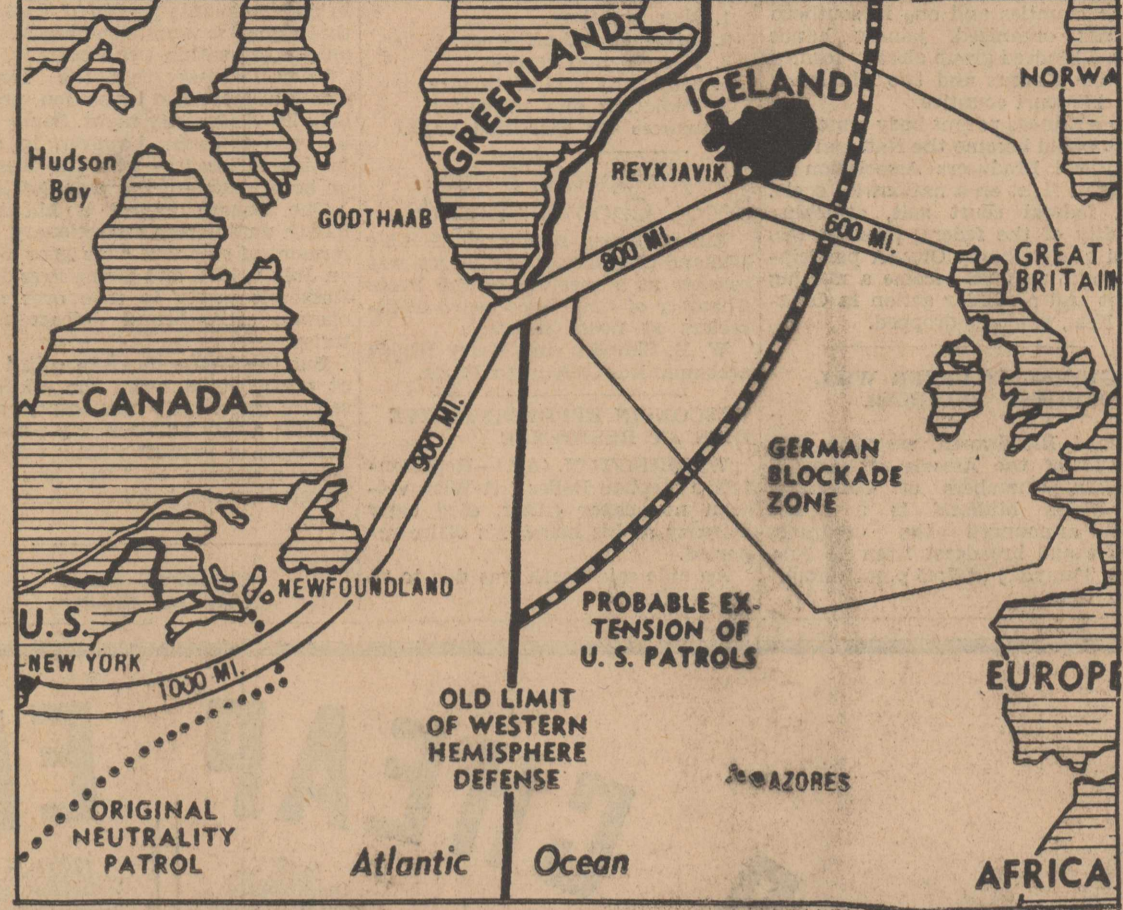 GREENLAND
ICELAND
NORWA
Hudson
Bay
REYKJAVIK
GODTHAAB
800 MI.
600 MI.
GREAT
BRITAIN
CANADA
900 MI.
GERMAN
BLOCKADE
ZONE
NEWFOUNDLAND
U. S.
PROBABLE EX-
TENSION OF
U. S. PATROLS
NEW YORK
1000 MI.
EUROPE
OLD LIMIT
OF WESTERN
HEMISPHERE
DEFENSE
AZORES
ORIGINAL
NEUTRALITY
PATROL
Atlantic Ocean
AFRICA